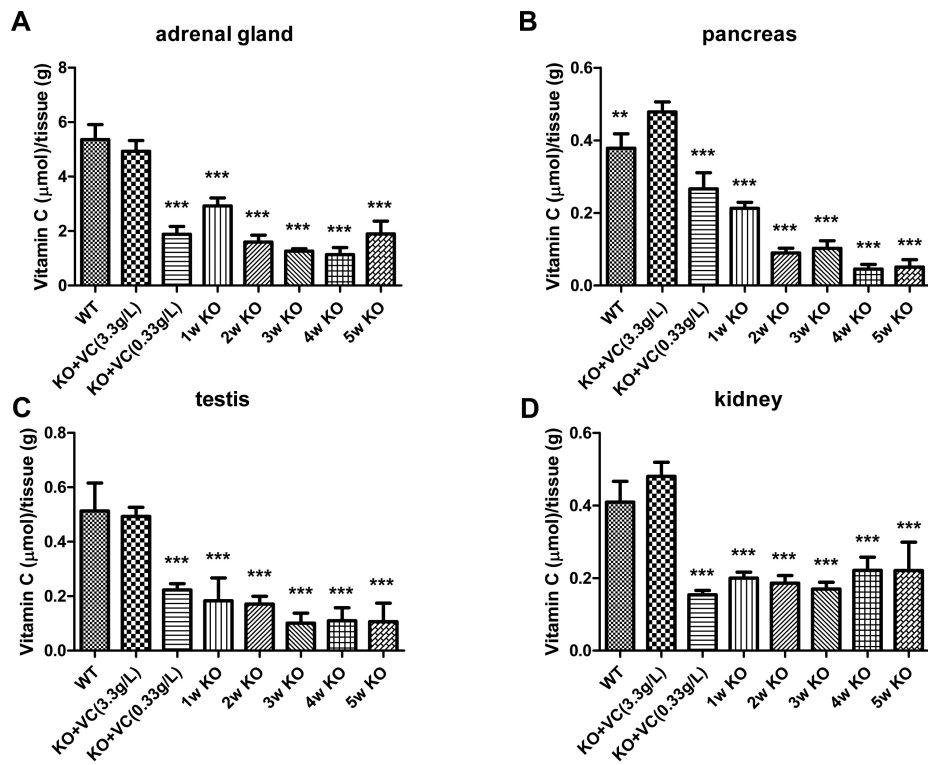 A
adrenal gland
Vitamin C (μmol)/tissue (g)
8
6
4
2
0
***
***
***
***
***
***
WT
KO+VC(3.3g/L)
KO+VC(0.33g/L)
1w KO
2w KO
3w KO
4w KO
5w KO
B
pancreas
Vitamin C (μmol)/tissue (g)
0.6
0.4
0.2
0.0
**
***
***
***
***
***
***
WT
KO+VC(3.3g/L)
KO+VC(0.33g/L)
1w KO
2w KO
3w KO
4w KO
5w KO
C
testis
Vitamin C (μmol)/tissue (g)
0.8
0.6
0.4
0.2
0.0
***
***
***
***
***
***
WT
KO+VC(3.3g/L)
KO+VC(0.33g/L)
1w KO
2w KO
3w KO
4w KO
5w KO
D
kidney
Vitamin C (μmol)/tissue (g)
0.6
0.4
0.2
0.0
***
***
***
***
***
***
WT
KO+VC(3.3g/L)
KO+VC(0.33g/L)
1w KO
2w KO
3w KO
4w KO
5w KO